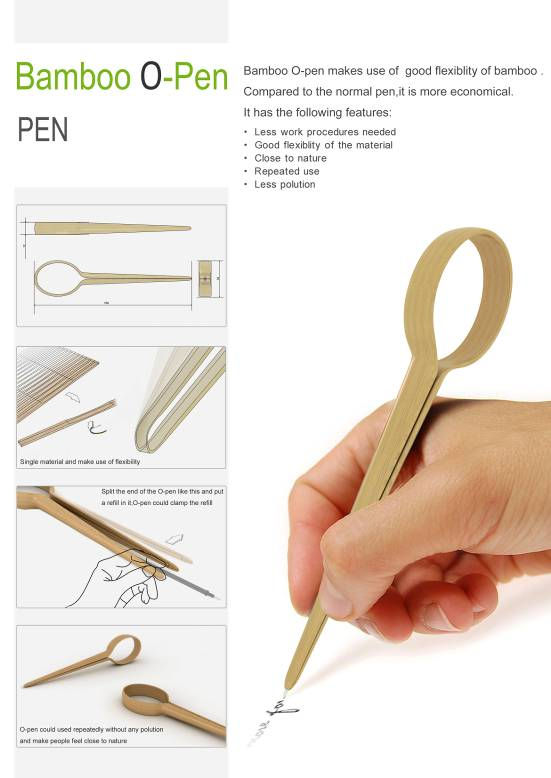 Bamboo O-Pen
PEN
Bamboo O-pen makes use of good flexiblity of bamboo .
Compared to the normal pen,it is more economical.
It has the following features:
• Less work procedures needed
• Good flexiblity of the material
• Close to nature
• Repeated use
• Less polution
Single material and make use of flexibility
Split the end of the O-pen like this and put
a refill in it,O-pen could clamp the refill
O-pen could used repeatedly without any polution
and make people feel close to nature